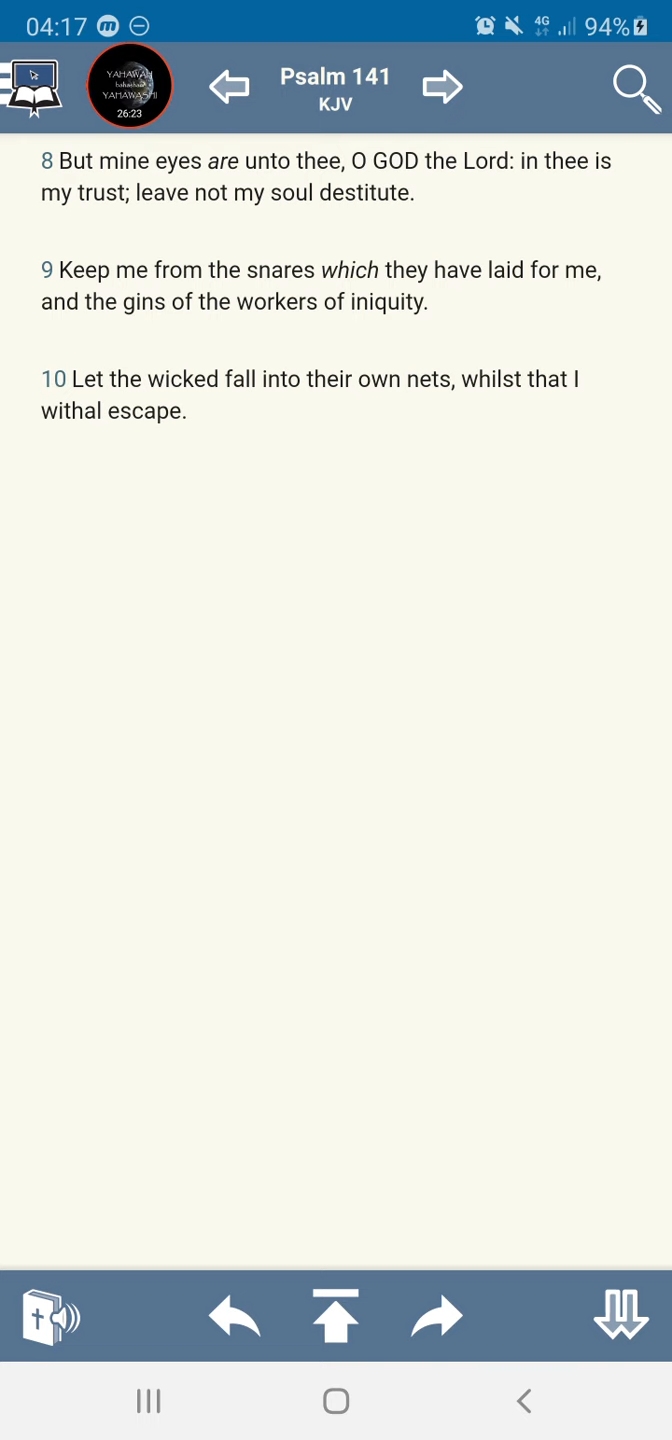 04:17
4G
94%
YAHAWAH
bahasham
YAHAWASHI
26:23
Psalm 141
KJV
8 But mine eyes are unto thee, O GOD the Lord: in thee is
my trust; leave not my soul destitute.
9 Keep me from the snares which they have laid for me,
and the gins of the workers of iniquity.
10 Let the wicked fall into their own nets, whilst that I
withal escape.